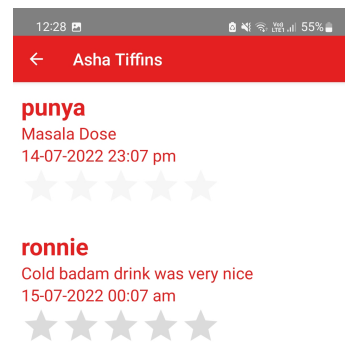 12:28 55%
Asha Tiffins
punya
Masala Dose
14-07-2022 23:07 pm
ronnie
Cold badam drink was very nice
15-07-2022 00:07 am